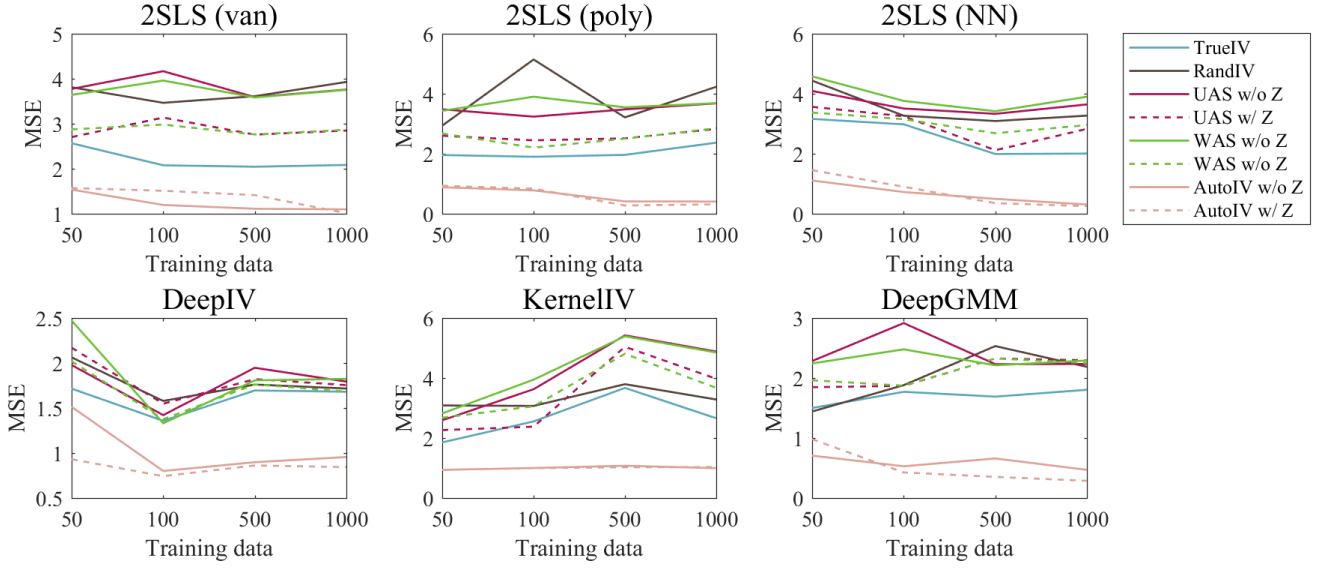 2SLS (van)
5
4
3
2
1
MSE
50 100 500 1000
Training data
2SLS (poly)
6
4
2
0
MSE
50 100 500 1000
Training data
2SLS (NN)
6
4
2
0
MSE
50 100 500 1000
Training data
TrueIV
RandIV
UAS w/o Z
UAS w/ Z
WAS w/o Z
WAS w/o Z
AutoIV w/o Z
AutoIV w/ Z
DeepIV
2.5
2
1.5
1
0.5
MSE
50 100 500 1000
Training data
KernelIV
6
4
2
0
MSE
50 100 500 1000
Training data
DeepGMM
3
2
1
0
MSE
50 100 500 1000
Training data